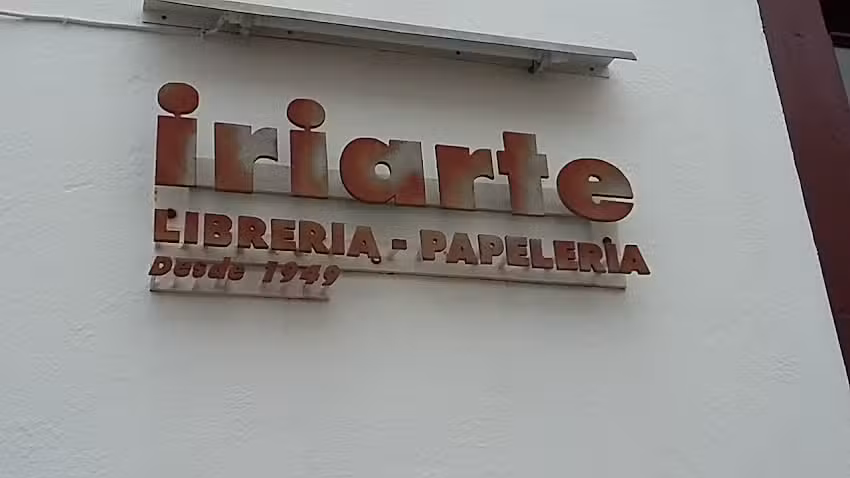 iriarte
LIBRERIA - PAPELERIA
Desde 1949